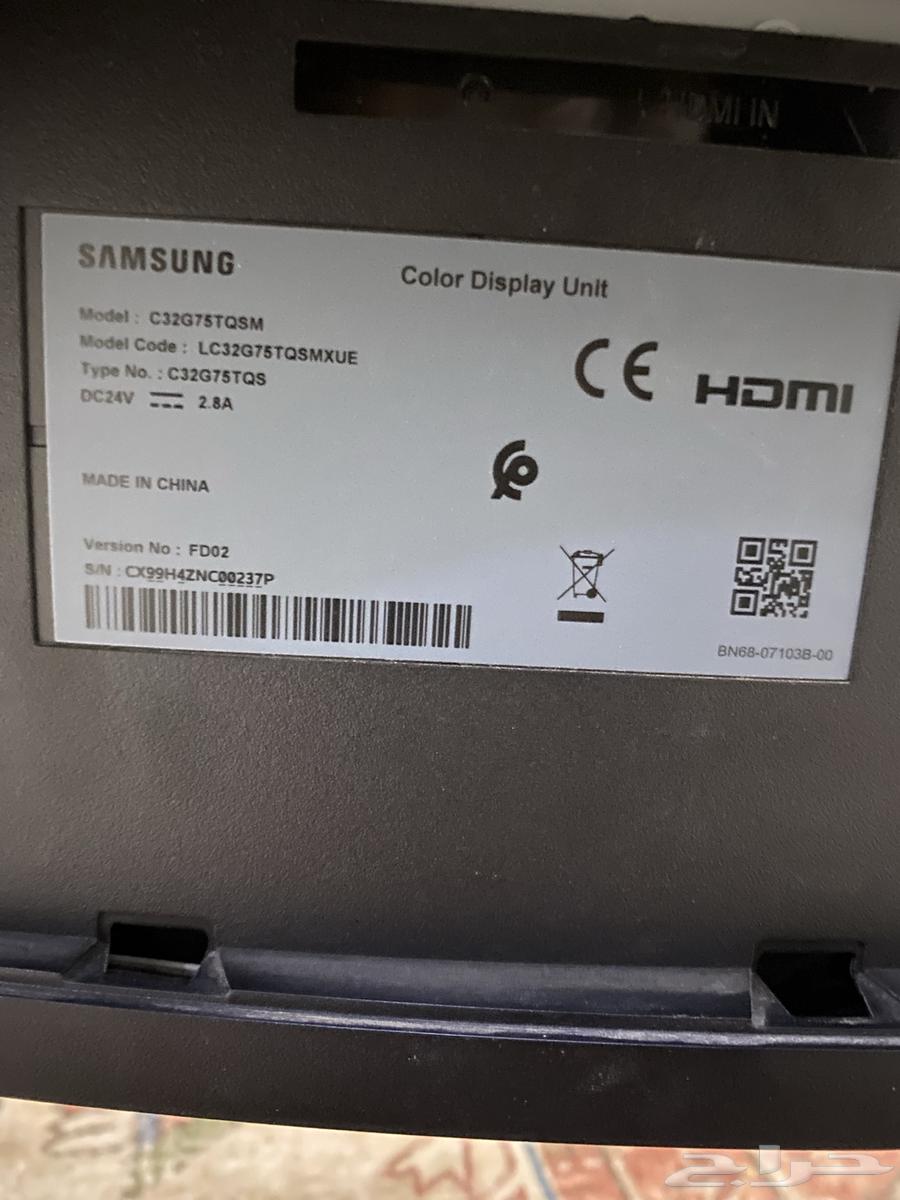 HDMI IN
SAMSUNG
Color Display Unit
Model : C32G75TQSM
Model Code : LC32G75TQSMXUE
Type No. : C32G75TQS
DC24V ⎓ 2.8A
CE HDMI
MADE IN CHINA
Version No : FD02
S/N : CX99H4ZNC00237P
BN68-07103B-00
حراج